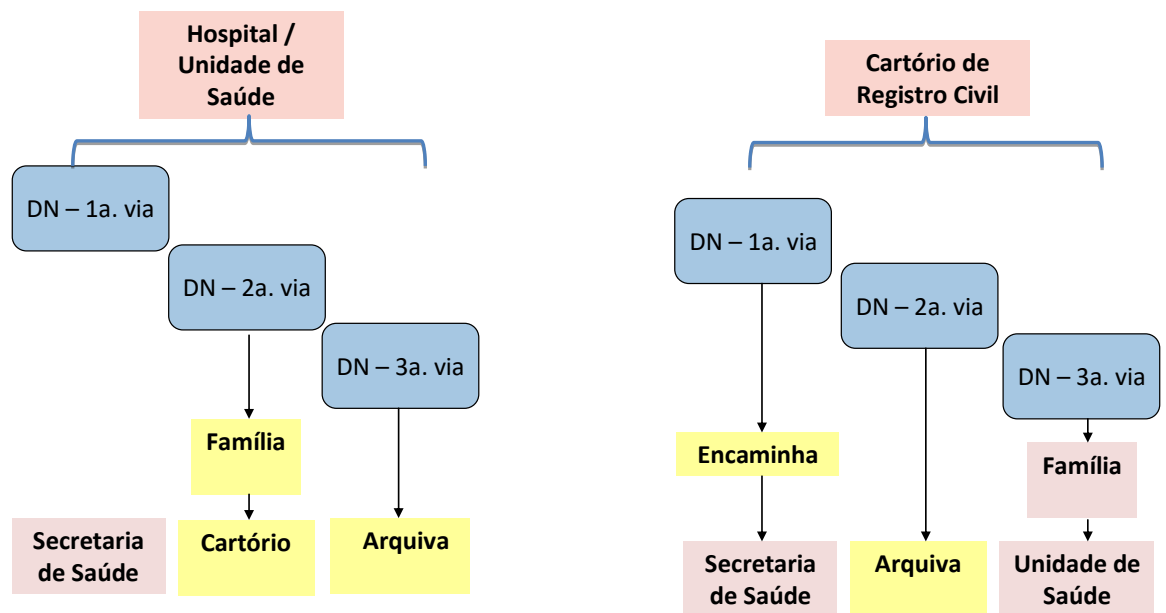 Hospital /
Unidade de
Saúde
DN – 1a. via
DN – 2a. via
DN – 3a. via
Família
Secretaria
de Saúde
Cartório
Arquiva
Cartório de
Registro Civil
DN – 1a. via
DN – 2a. via
DN – 3a. via
Encaminha
Família
Secretaria
de Saúde
Arquiva
Unidade de
Saúde